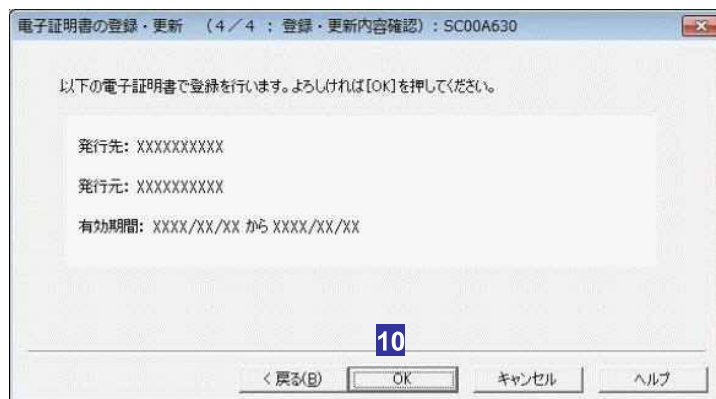 電子証明書の登録・更新 （4／4 ： 登録・更新内容確認）: SC00A630
以下の電子証明書で登録を行います。よろしければ[OK]を押してください。
発行先: XXXXXXXXXX
発行元: XXXXXXXXXX
有効期間: XXXX/XX/XX から XXXX/XX/XX
10
< 戻る(B) OK キャンセル ヘルプ